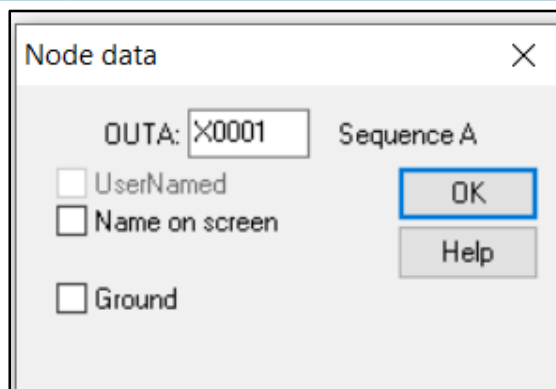 Node data
OUTA: X0001 Sequence A
UserNamed
OK
Name on screen
Help
Ground